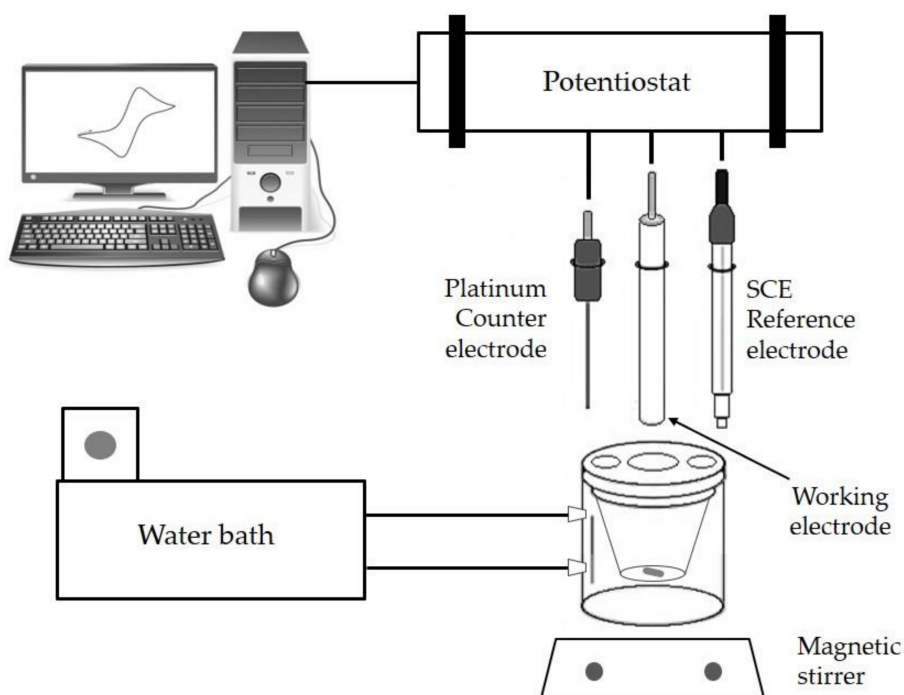 Potentiostat
Platinum
Counter
electrode
SCE
Reference
electrode
Working
electrode
Water bath
Magnetic
stirrer